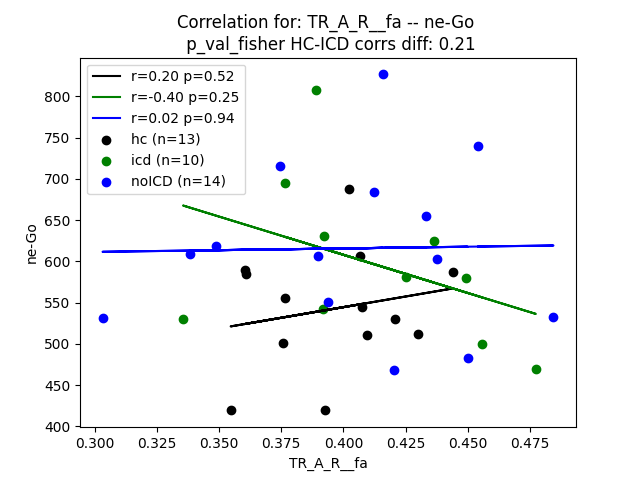 Correlation for: TR_A_R__fa -- ne-Go
p_val_fisher HC-ICD corrs diff: 0.21
r=0.20 p=0.52
r=-0.40 p=0.25
r=0.02 p=0.94
hc (n=13)
icd (n=10)
noICD (n=14)
800
750
700
650
600
550
500
450
400
ne-Go
0.300 0.325 0.350 0.375 0.400 0.425 0.450 0.475
TR_A_R__fa